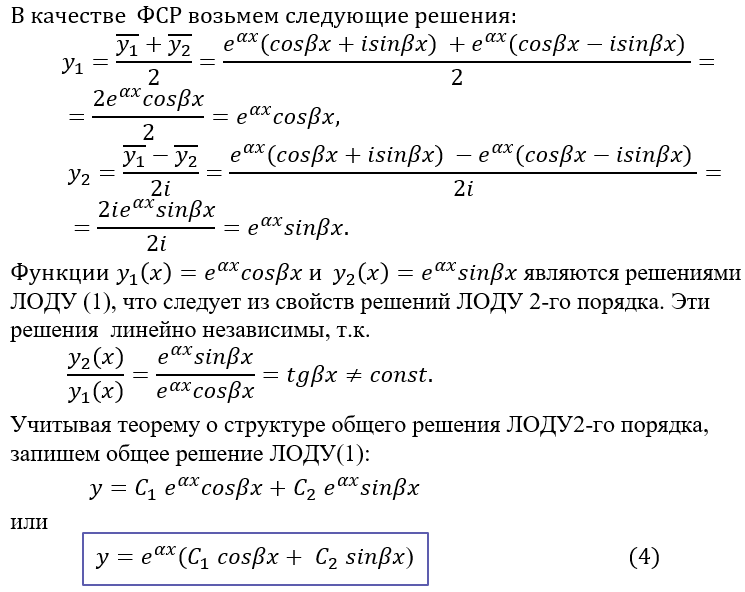 В качестве ФСР возьмем следующие решения:
y₁ = (y̅₁ + y̅₂)/2 = (e^{αx}(cosβx + isinβx) + e^{αx}(cosβx − isinβx))/2 =
= 2e^{αx}cosβx/2 = e^{αx}cosβx,
y₂ = (y̅₁ − y̅₂)/2i = (e^{αx}(cosβx + isinβx) − e^{αx}(cosβx − isinβx))/2i =
= 2ie^{αx}sinβx/2i = e^{αx}sinβx.
Функции y₁(x) = e^{αx}cosβx и y₂(x) = e^{αx}sinβx являются решениями
ЛОДУ (1), что следует из свойств решений ЛОДУ 2-го порядка. Эти
решения линейно независимы, т.к.
y₂(x)/y₁(x) = e^{αx}sinβx/e^{αx}cosβx = tgβx ≠ const.
Учитывая теорему о структуре общего решения ЛОДУ2-го порядка,
запишем общее решение ЛОДУ(1):
y = C₁ e^{αx}cosβx + C₂ e^{αx}sinβx
или
y = e^{αx}(C₁ cosβx + C₂ sinβx) (4)